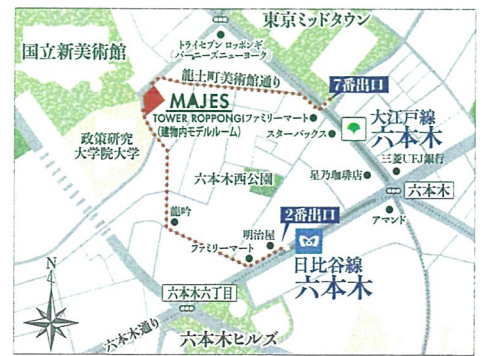 東京ミッドタウン
国立新美術館
トライセブン ロッポンギ
(バーニーズニューヨーク)
龍土町美術館通り
7番出口
MAJES
TOWER ROPPONGI
(建物内モデルルーム)
ファミリーマート
スターバックス
大江戸線
六本木
政策研究
大学院大学
三菱UFJ銀行
六本木西公園
星乃珈琲店
六本木
アマンド
龍吟
2番出口
明治屋
ファミリーマート
日比谷線
六本木
N
六本木六丁目
六本木通り
六本木ヒルズ